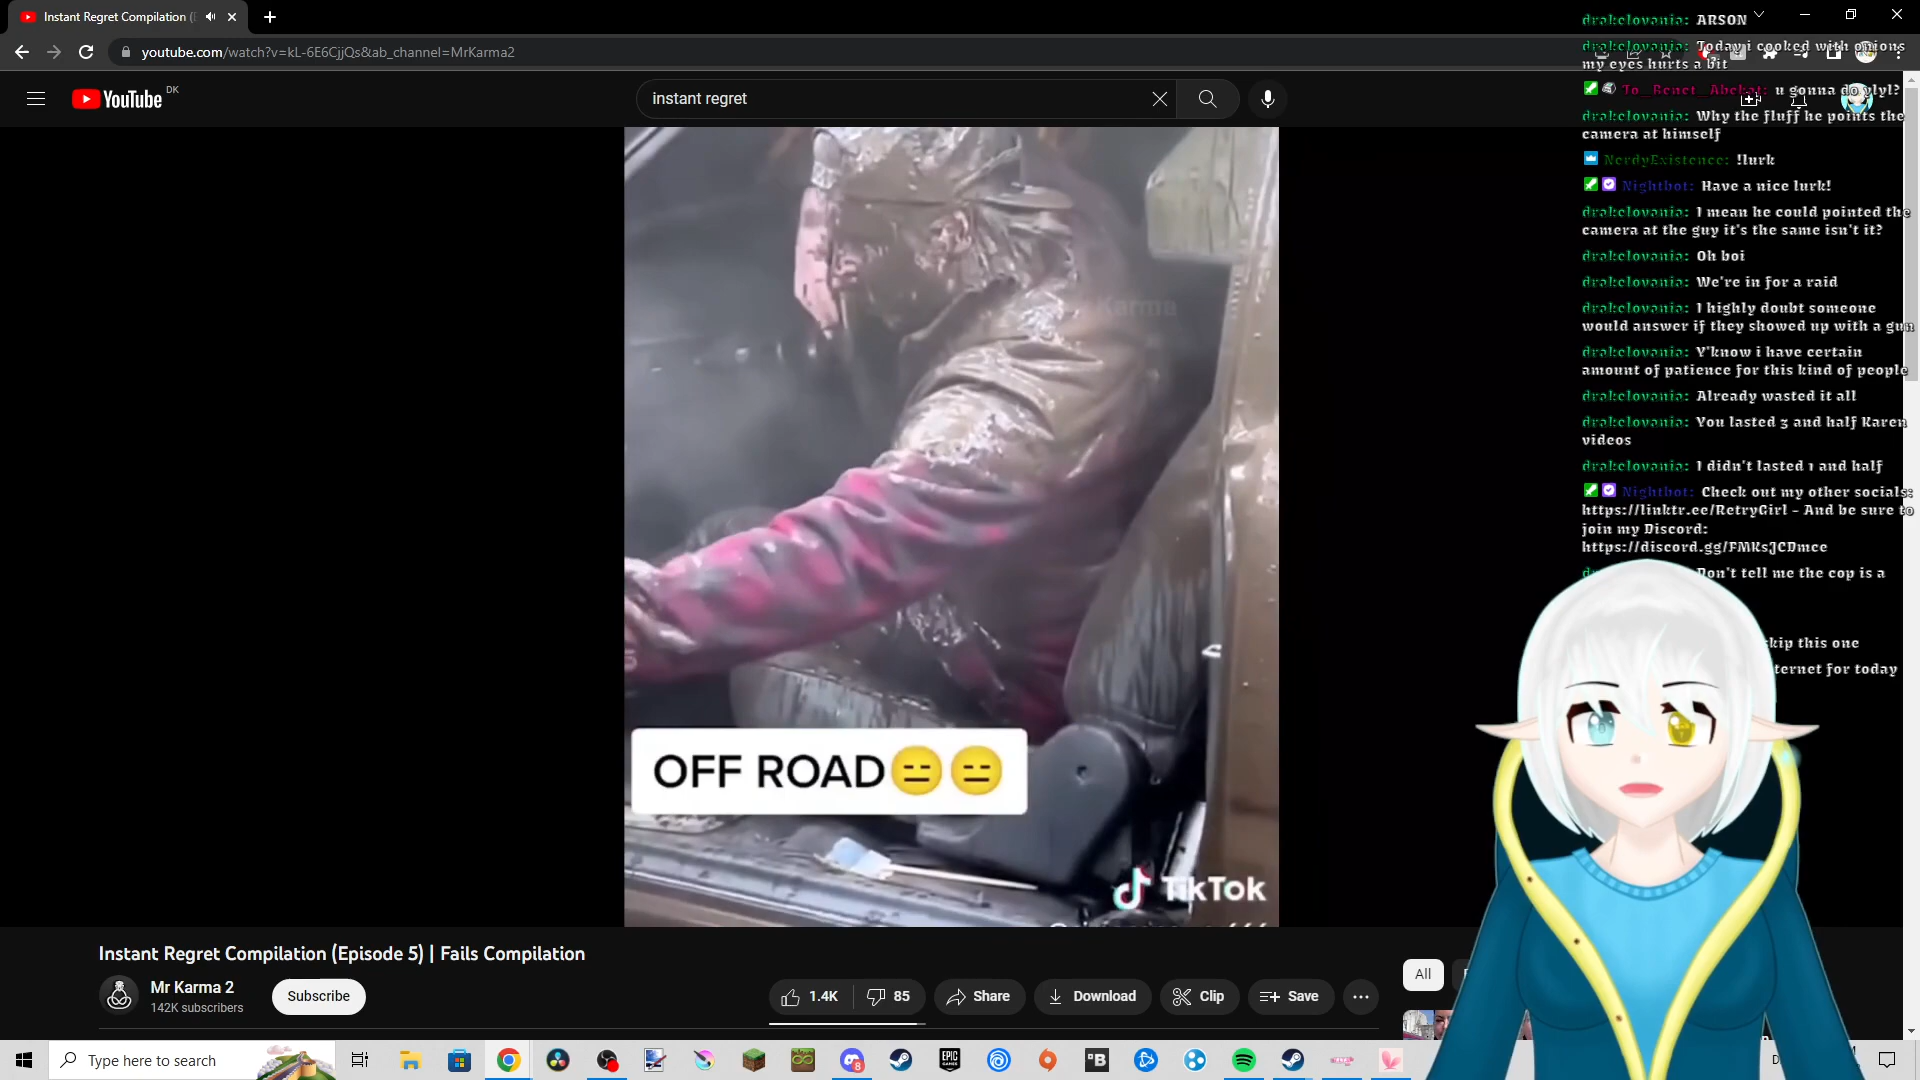 Instant Regret Compilation (
youtube.com/watch?v=kL-6E6CjjQs&ab_channel=MrKarma2
YouTube DK
instant regret
Karma
OFF ROAD
TikTok
Instant Regret Compilation (Episode 5) | Fails Compilation
Mr Karma 2
142K subscribers
Subscribe
1.4K
85
Share
Download
Clip
Save
All
Type here to search
drakelovania: ARSON
drakelovania: Today i cooked with onions
my eyes hurts a bit
To_Benet_Abekat: u gonna do ylyl?
drakelovania: Why the fluff he points the
camera at himself
NerdyExistence: !lurk
Nightbot: Have a nice lurk!
drakelovania: I mean he could pointed the
camera at the guy it's the same isn't it?
drakelovania: Oh boi
drakelovania: We're in for a raid
drakelovania: I highly doubt someone
would answer if they showed up with a gun
drakelovania: Y'know i have certain
amount of patience for this kind of people
drakelovania: Already wasted it all
drakelovania: You lasted 3 and half Karen
videos
drakelovania: I didn't lasted 1 and half
Nightbot: Check out my other socials:
https://linktr.ee/RetryGirl - And be sure to
join my Discord:
https://discord.gg/FMKsJCDmce
Don't tell me the cop is a
skip this one
ternet for today